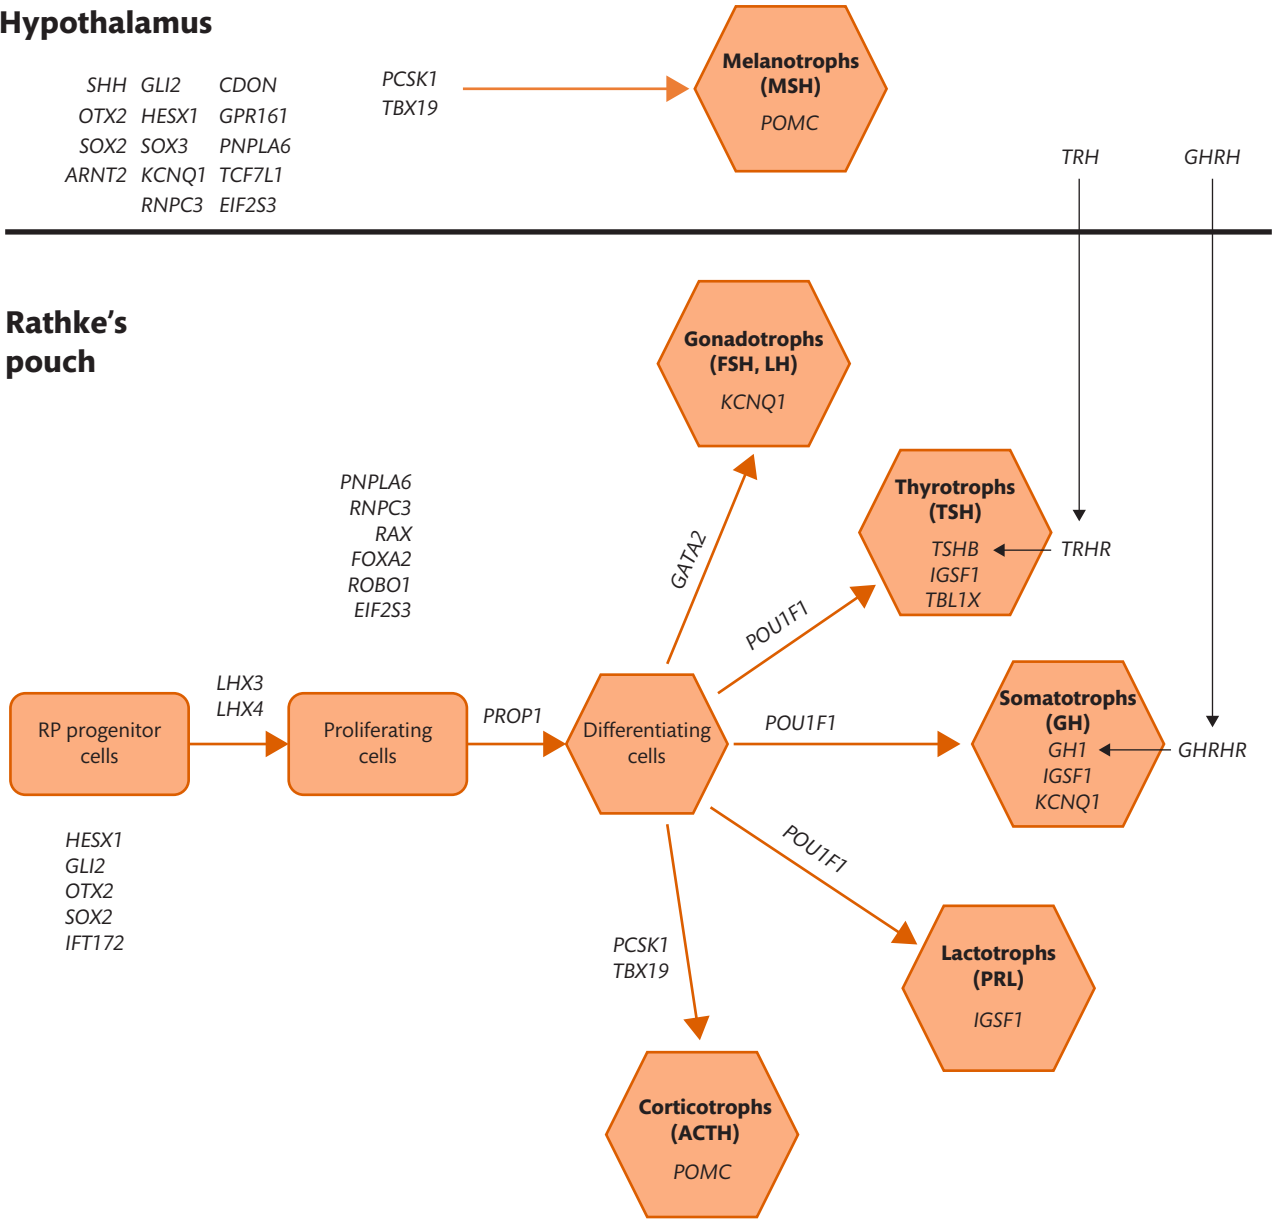 Hypothalamus
SHH GLI2 CDON
OTX2 HESX1 GPR161
SOX2 SOX3 PNPLA6
ARNT2 KCNQ1 TCF7L1
RNPC3 EIF2S3
PCSK1
TBX19
Melanotrophs
(MSH)
POMC
TRH
GHRH
Rathke's
pouch
Gonadotrophs
(FSH, LH)
KCNQ1
Thyrotrophs
(TSH)
TSHB
IGSF1
TBL1X
TRHR
PNPLA6
RNPC3
RAX
FOXA2
ROBO1
EIF2S3
GATA2
POU1F1
RP progenitor
cells
LHX3
LHX4
Proliferating
cells
PROP1
Differentiating
cells
POU1F1
Somatotrophs
(GH)
GH1
IGSF1
KCNQ1
GHRHR
HESX1
GLI2
OTX2
SOX2
IFT172
POU1F1
PCSK1
TBX19
Lactotrophs
(PRL)
IGSF1
Corticotrophs
(ACTH)
POMC